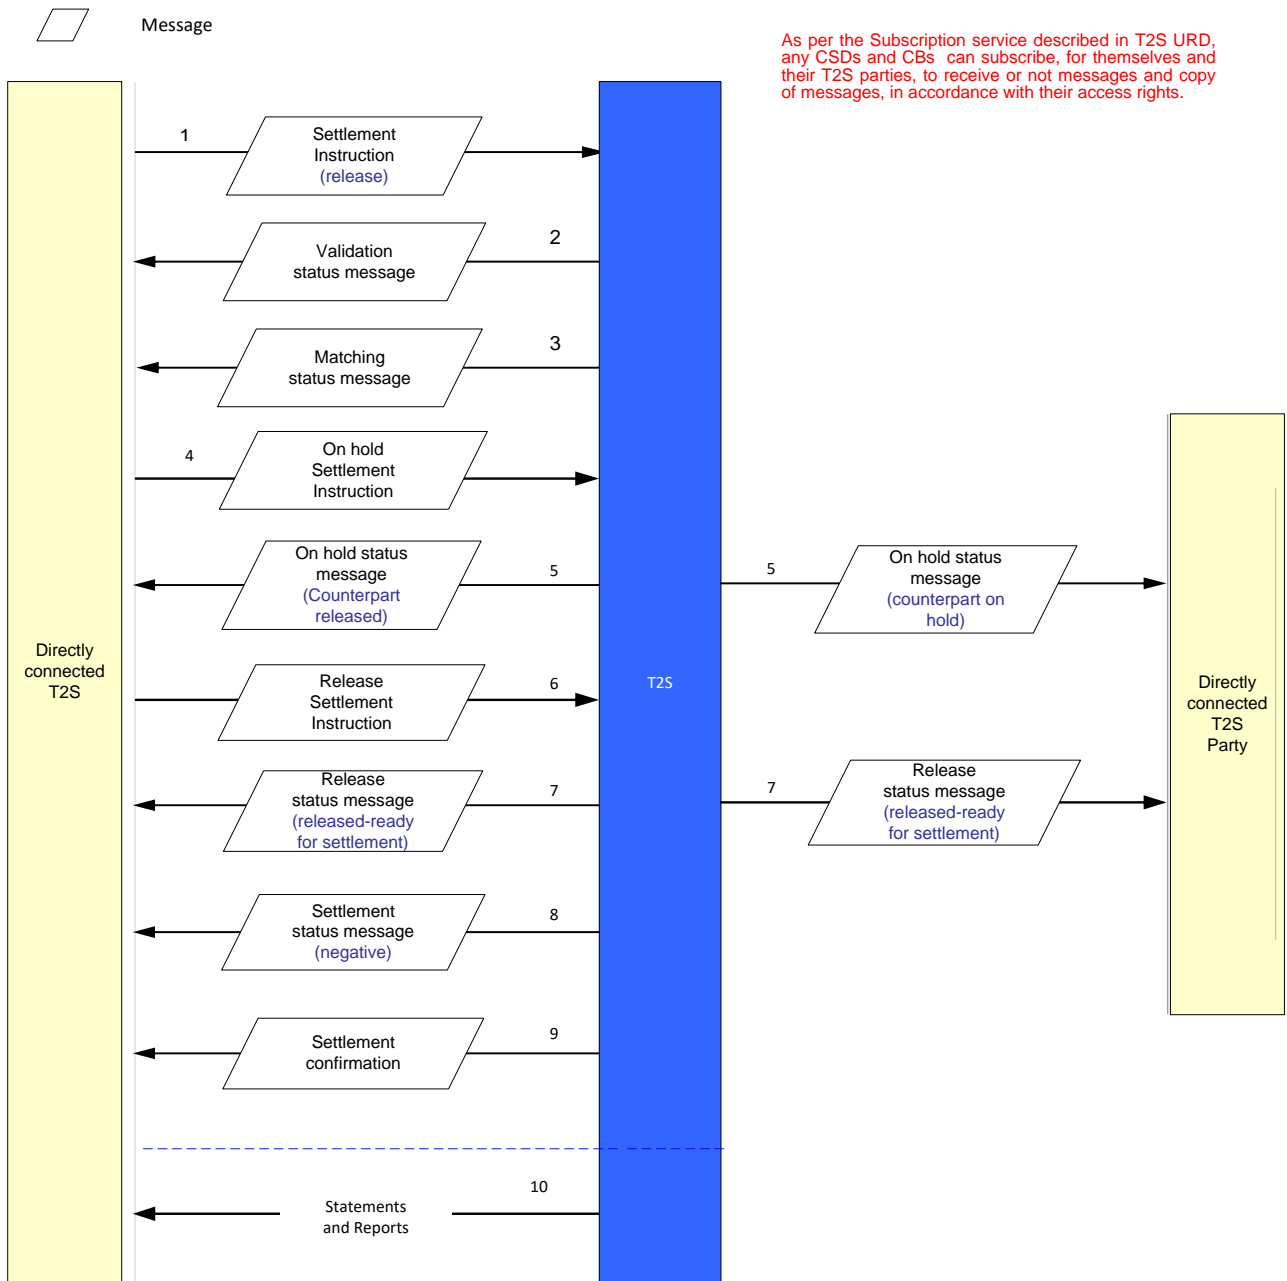 Message
As per the Subscription service described in T2S URD,
any CSDs and CBs can subscribe, for themselves and
their T2S parties, to receive or not messages and copy
of messages, in accordance with their access rights.
1
Settlement
Instruction
(release)
2
Validation
status message
3
Matching
status message
4
On hold
Settlement
Instruction
On hold status
message
(Counterpart
released)
5
5
On hold status
message
(counterpart on
hold)
Directly
connected
T2S
Release
Settlement
Instruction
6
T2S
Directly
connected
T2S
Party
Release
status message
(released-ready
for settlement)
7
7
Release
status message
(released-ready
for settlement)
Settlement
status message
(negative)
8
Settlement
confirmation
9
10
Statements
and Reports